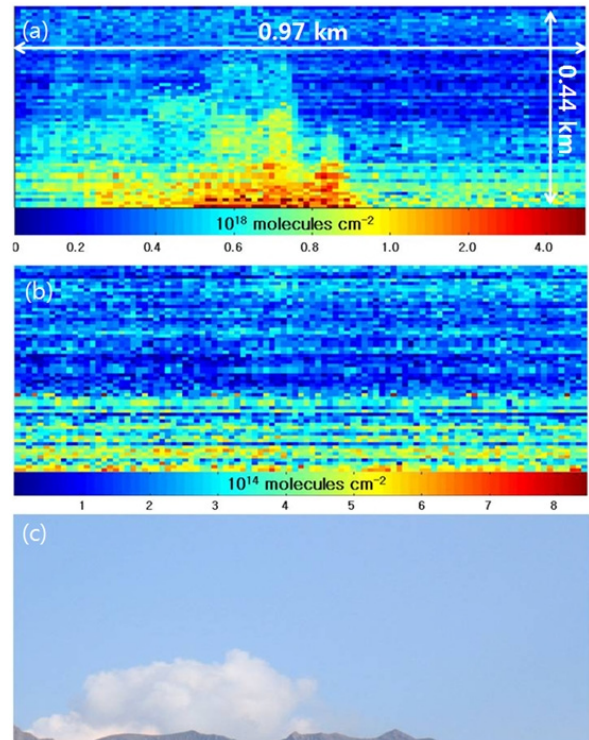 (a)
0.97 km
0.44 km
10¹⁸ molecules cm⁻²
0 0.2 0.4 0.6 0.8 1.0 2.0 4.0
(b)
10¹⁴ molecules cm⁻²
1 2 3 4 5 6 7 8
(c)